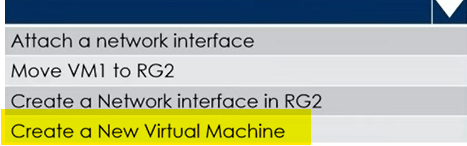 Attach a network interface
Move VM1 to RG2
Create a Network interface in RG2
Create a New Virtual Machine